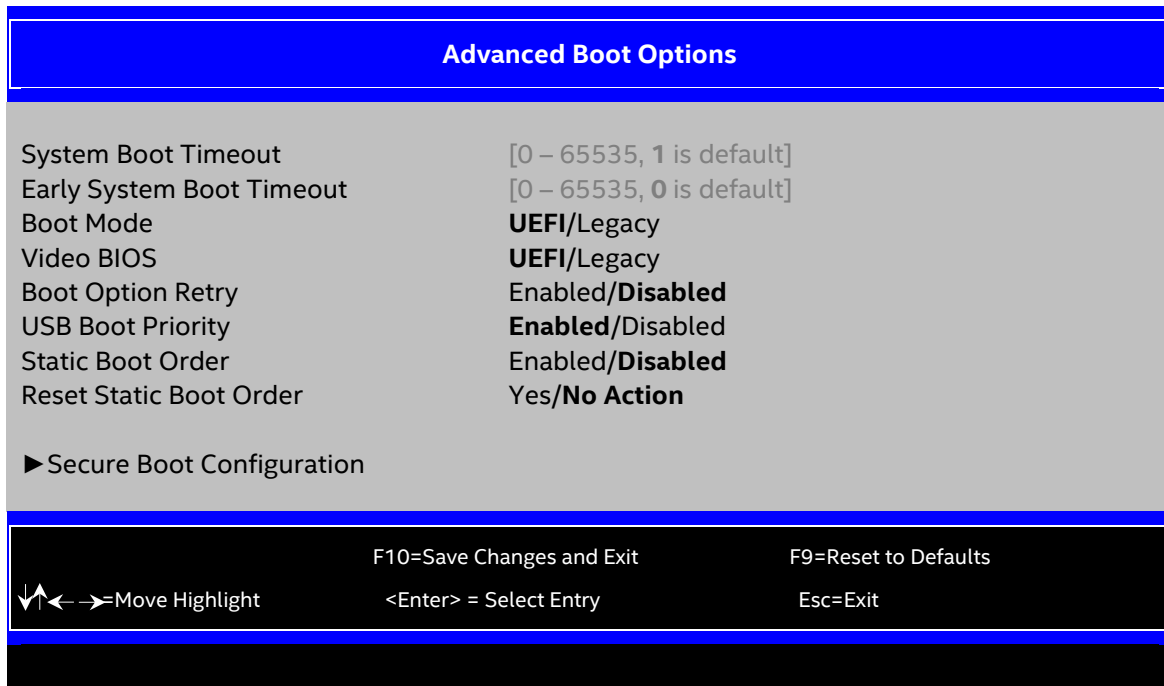 Advanced Boot Options
System Boot Timeout [0 – 65535, 1 is default]
Early System Boot Timeout [0 – 65535, 0 is default]
Boot Mode UEFI/Legacy
Video BIOS UEFI/Legacy
Boot Option Retry Enabled/Disabled
USB Boot Priority Enabled/Disabled
Static Boot Order Enabled/Disabled
Reset Static Boot Order Yes/No Action
►Secure Boot Configuration
F10=Save Changes and Exit F9=Reset to Defaults
↓↑← →=Move Highlight <Enter> = Select Entry Esc=Exit